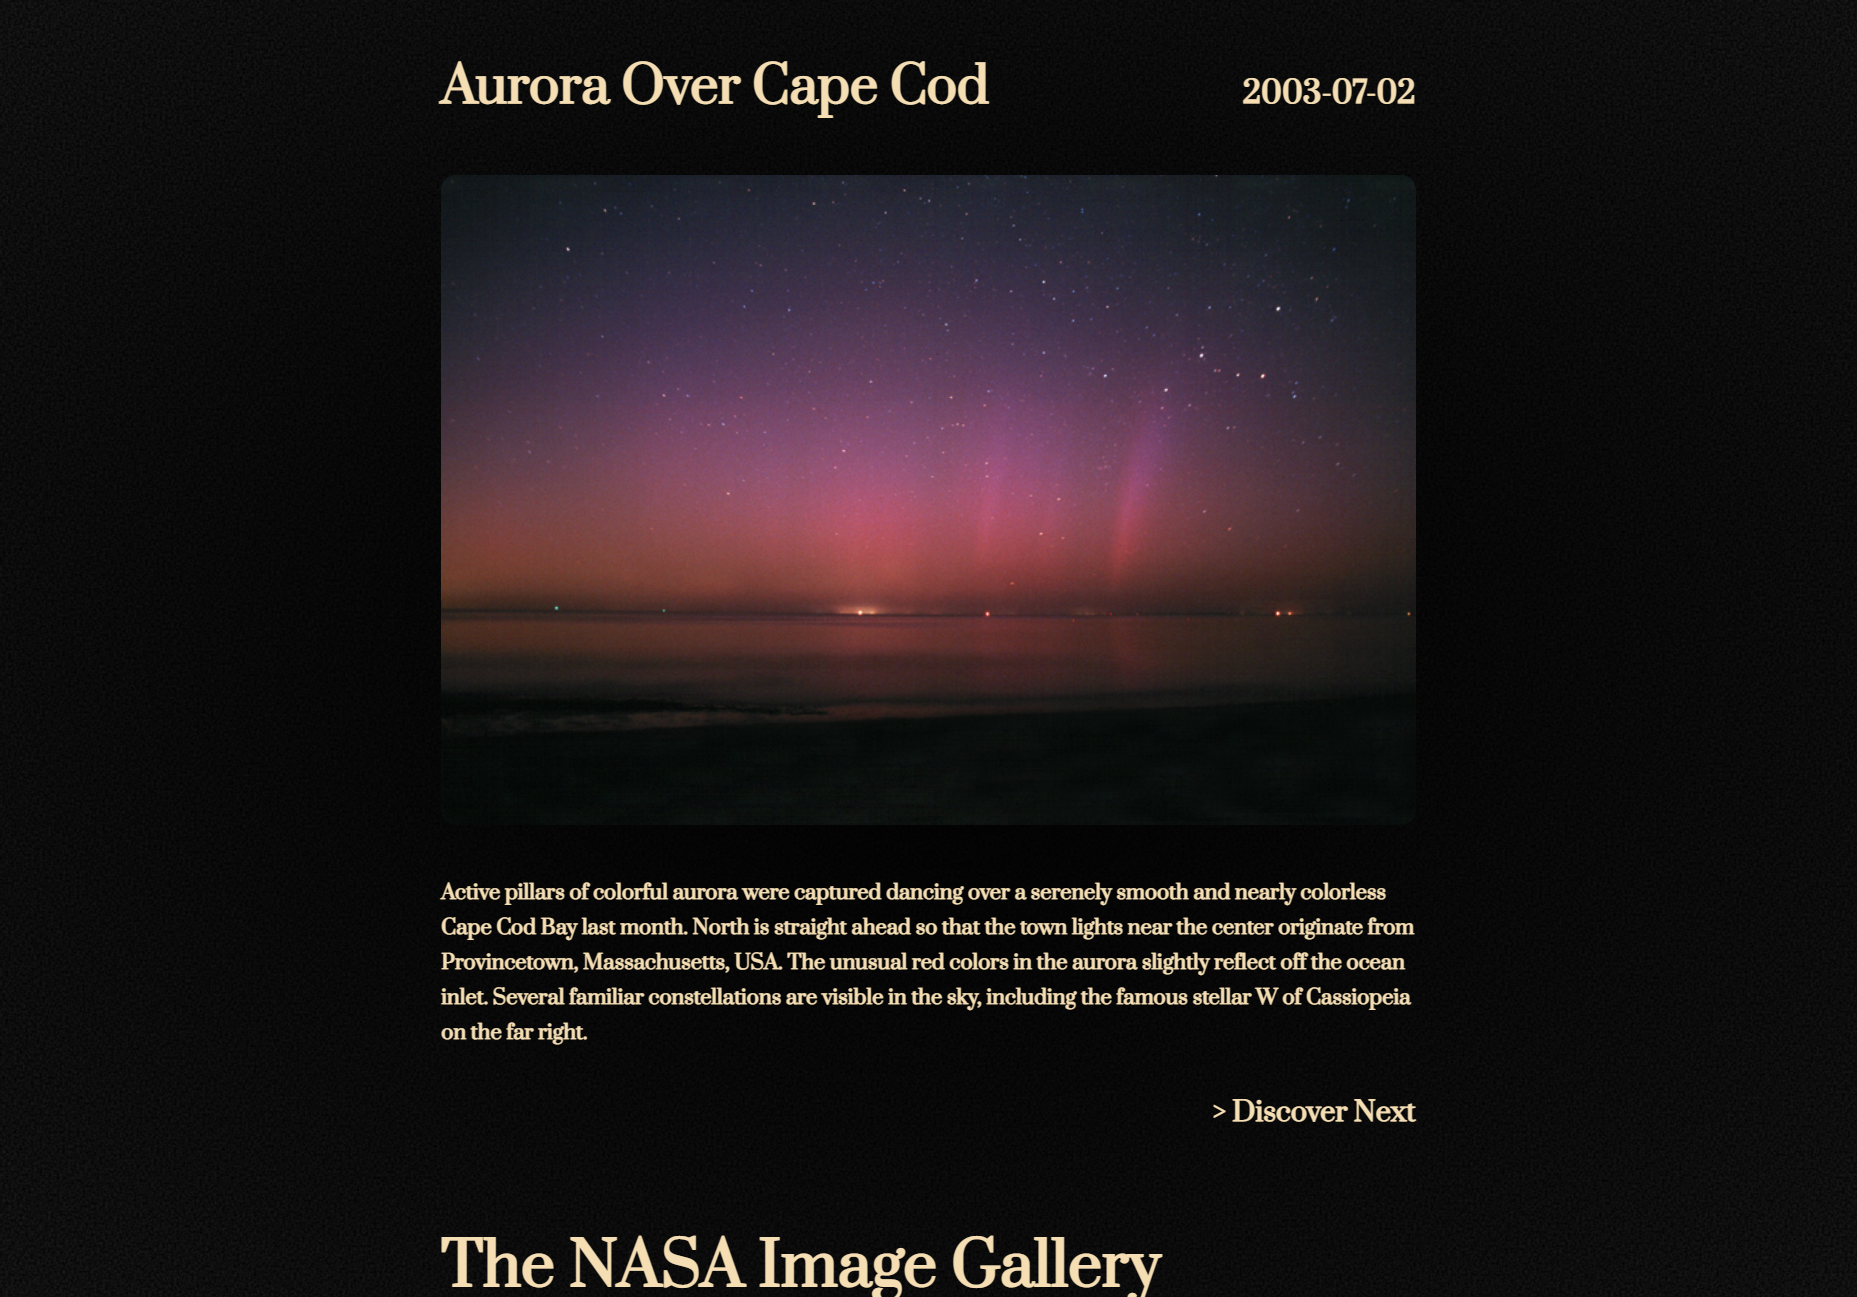 Aurora Over Cape Cod
2003-07-02
Active pillars of colorful aurora were captured dancing over a serenely smooth and nearly colorless
Cape Cod Bay last month. North is straight ahead so that the town lights near the center originate from
Provincetown, Massachusetts, USA. The unusual red colors in the aurora slightly reflect off the ocean
inlet. Several familiar constellations are visible in the sky, including the famous stellar W of Cassiopeia
on the far right.
> Discover Next
The NASA Image Gallery